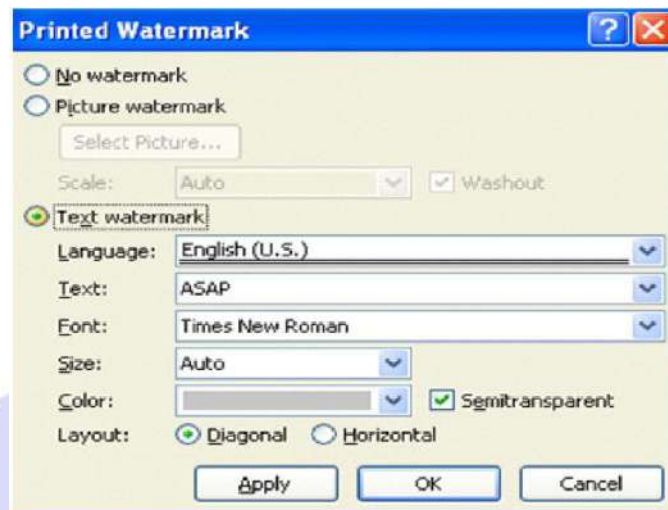 Printed Watermark
No watermark
Picture watermark
Select Picture...
Scale: Auto Washout
Text watermark
Language: English (U.S.)
Text: ASAP
Font: Times New Roman
Size: Auto
Color: Semitransparent
Layout: Diagonal Horizontal
Apply OK Cancel